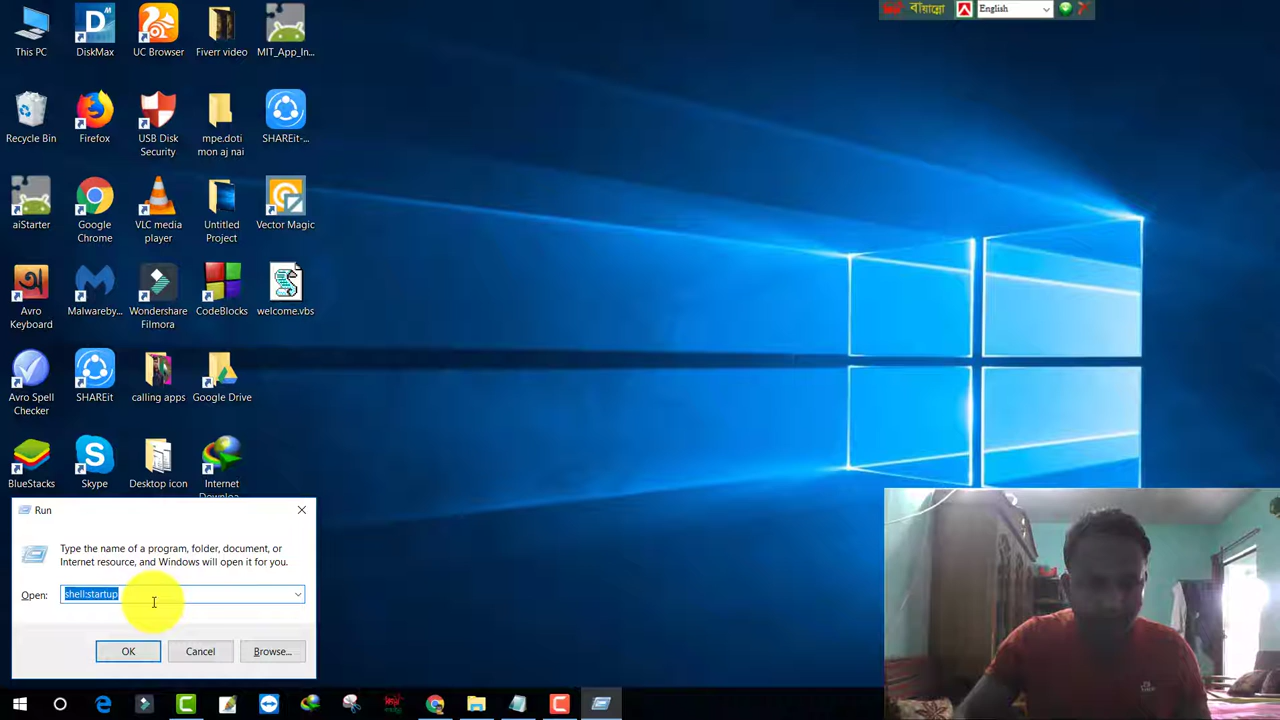 This PC
DiskMax
UC Browser
Fiverr video
MIT_App_In...
Recycle Bin
Firefox
USB Disk
Security
mpe.doti
mon aj nai
SHAREit-...
aiStarter
Google
Chrome
VLC media
player
Untitled
Project
Vector Magic
Avro
Keyboard
Malwareby...
Wondershare
Filmora
CodeBlocks
welcome.vbs
Avro Spell
Checker
SHAREit
calling apps
Google Drive
BlueStacks
Skype
Desktop icon
Internet
Downloa...
English
Run
Type the name of a program, folder, document, or
Internet resource, and Windows will open it for you.
Open:
shell:startup
OK
Cancel
Browse...